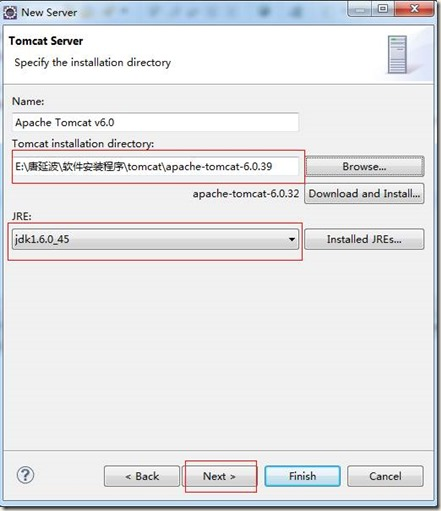 New Server
Tomcat Server
Specify the installation directory
Name:
Apache Tomcat v6.0
Tomcat installation directory:
E:\唐延波\软件安装程序\tomcat\apache-tomcat-6.0.39
Browse...
apache-tomcat-6.0.32
Download and Install...
JRE:
jdk1.6.0_45
Installed JREs...
?
< Back
Next >
Finish
Cancel